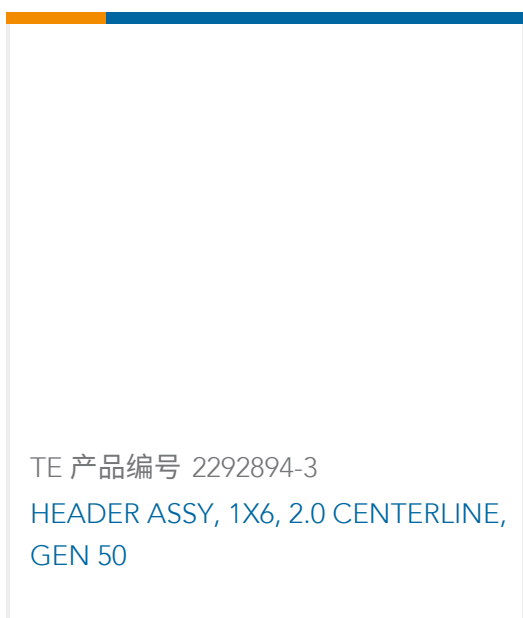 TE 产品编号 2292894-3
HEADER ASSY, 1X6, 2.0 CENTERLINE,
GEN 50